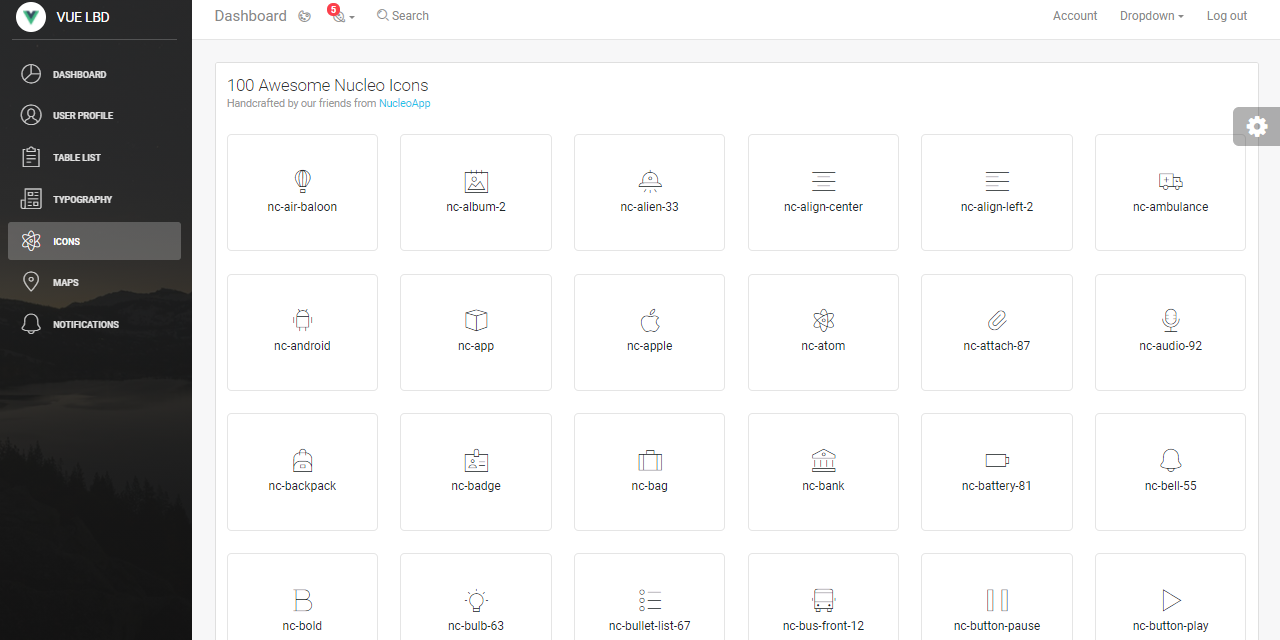 VUE LBD
DASHBOARD
USER PROFILE
TABLE LIST
TYPOGRAPHY
ICONS
MAPS
NOTIFICATIONS
Dashboard 5 Search Account Dropdown Log out
100 Awesome Nucleo Icons
Handcrafted by our friends from NucleoApp
nc-air-baloon nc-album-2 nc-alien-33 nc-align-center nc-align-left-2 nc-ambulance
nc-android nc-app nc-apple nc-atom nc-attach-87 nc-audio-92
nc-backpack nc-badge nc-bag nc-bank nc-battery-81 nc-bell-55
nc-bold nc-bulb-63 nc-bullet-list-67 nc-bus-front-12 nc-button-pause nc-button-play